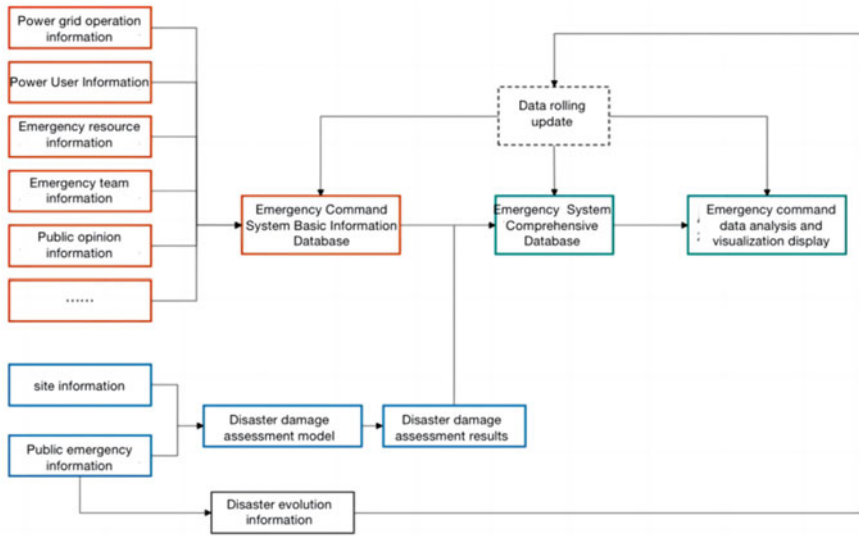 Power grid operation
information
Power User Information
Emergency resource
information
Emergency team
information
Public opinion
information
......
Data rolling
update
Emergency Command
System Basic Information
Database
Emergency System
Comprehensive
Database
Emergency command
data analysis and
visualization display
site information
Public emergency
information
Disaster damage
assessment model
Disaster damage
assessment results
Disaster evolution
information